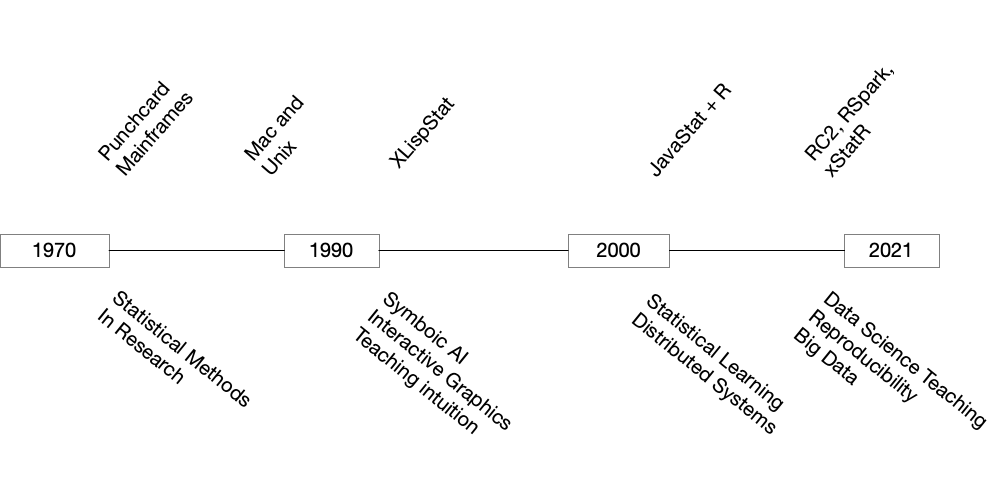 Punchcard
Mainframes
Mac and
Unix
XLispStat
JavaStat + R
RC2, RSpark,
xStatR
1970
1990
2000
2021
Statistical Methods
In Research
Symboic AI
Interactive Graphics
Teaching intuition
Statistical Learning
Distributed Systems
Data Science Teaching
Reproducibility
Big Data